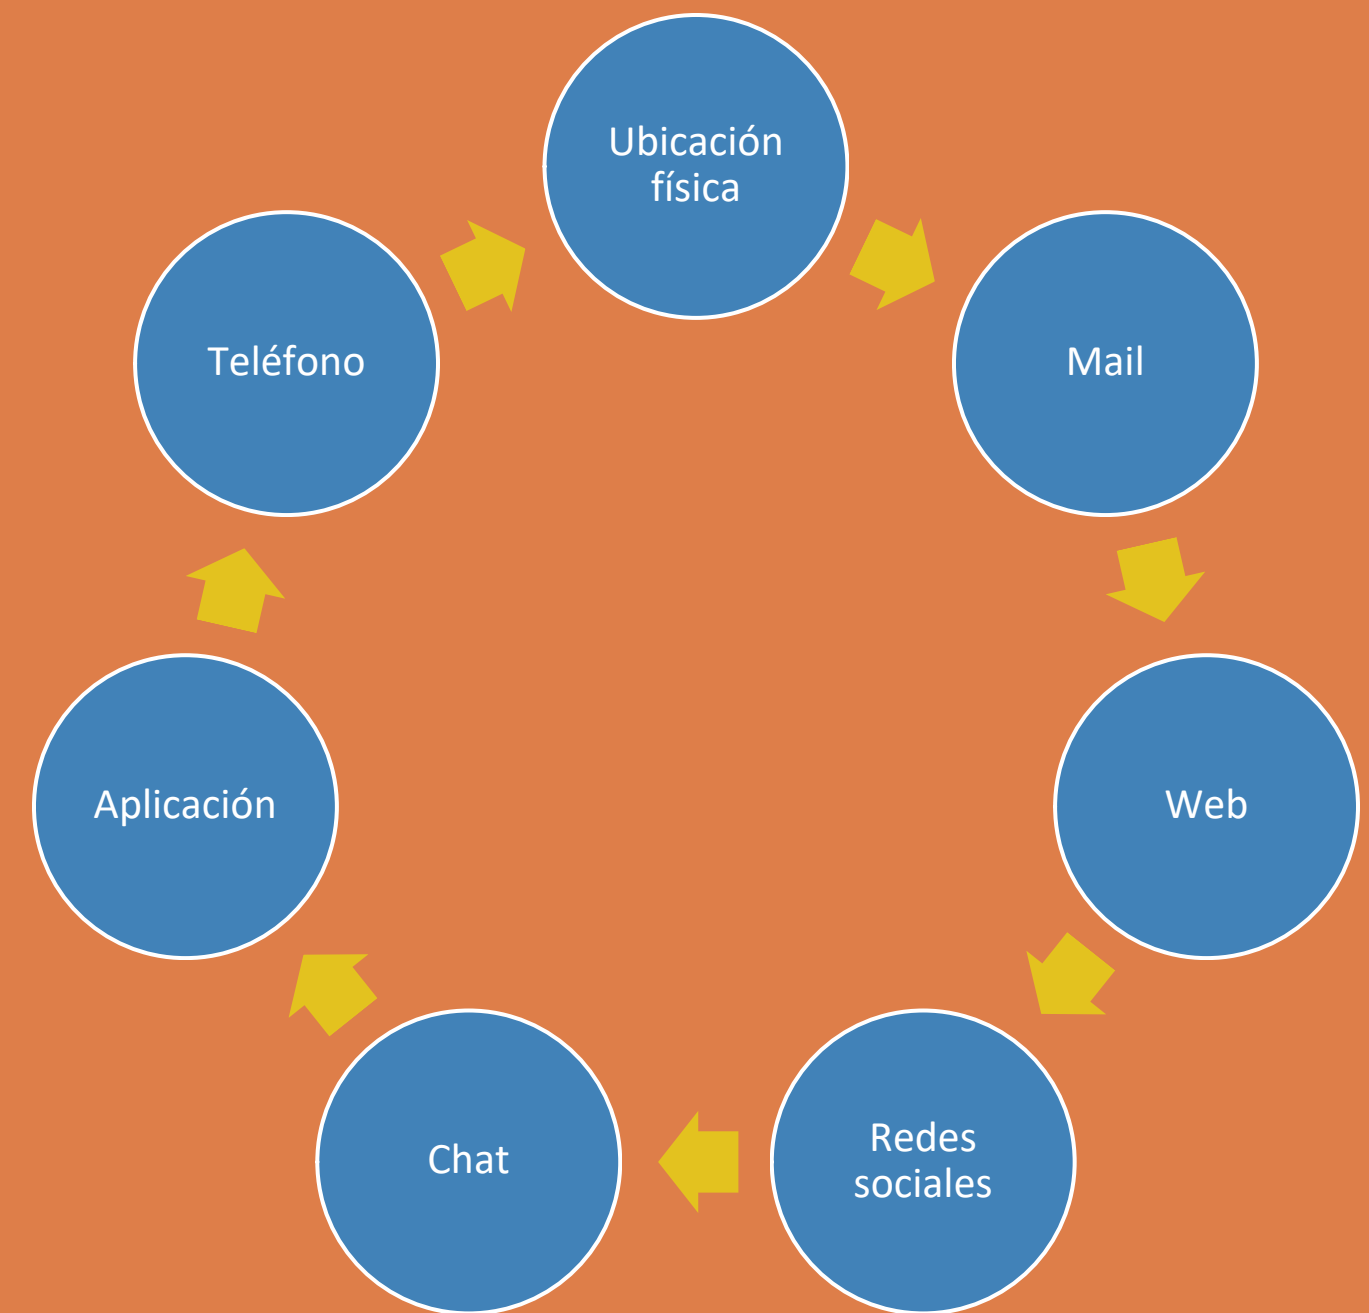 Ubicación
física
Mail
Web
Redes
sociales
Chat
Aplicación
Teléfono